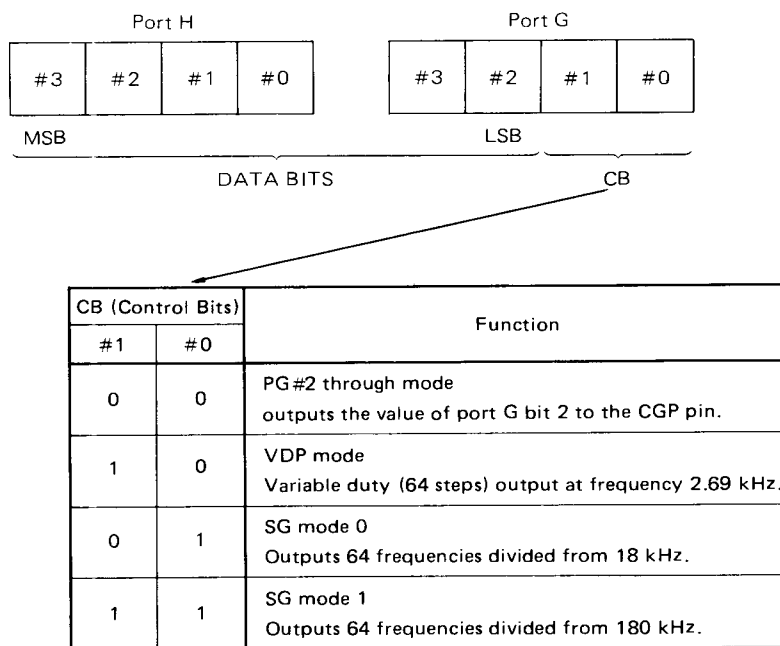 Port H Port G
#3 #2 #1 #0 #3 #2 #1 #0
MSB LSB
DATA BITS CB
CB (Control Bits) Function
#1 #0
0 0 PG#2 through mode
outputs the value of port G bit 2 to the CGP pin.
1 0 VDP mode
Variable duty (64 steps) output at frequency 2.69 kHz.
0 1 SG mode 0
Outputs 64 frequencies divided from 18 kHz.
1 1 SG mode 1
Outputs 64 frequencies divided from 180 kHz.